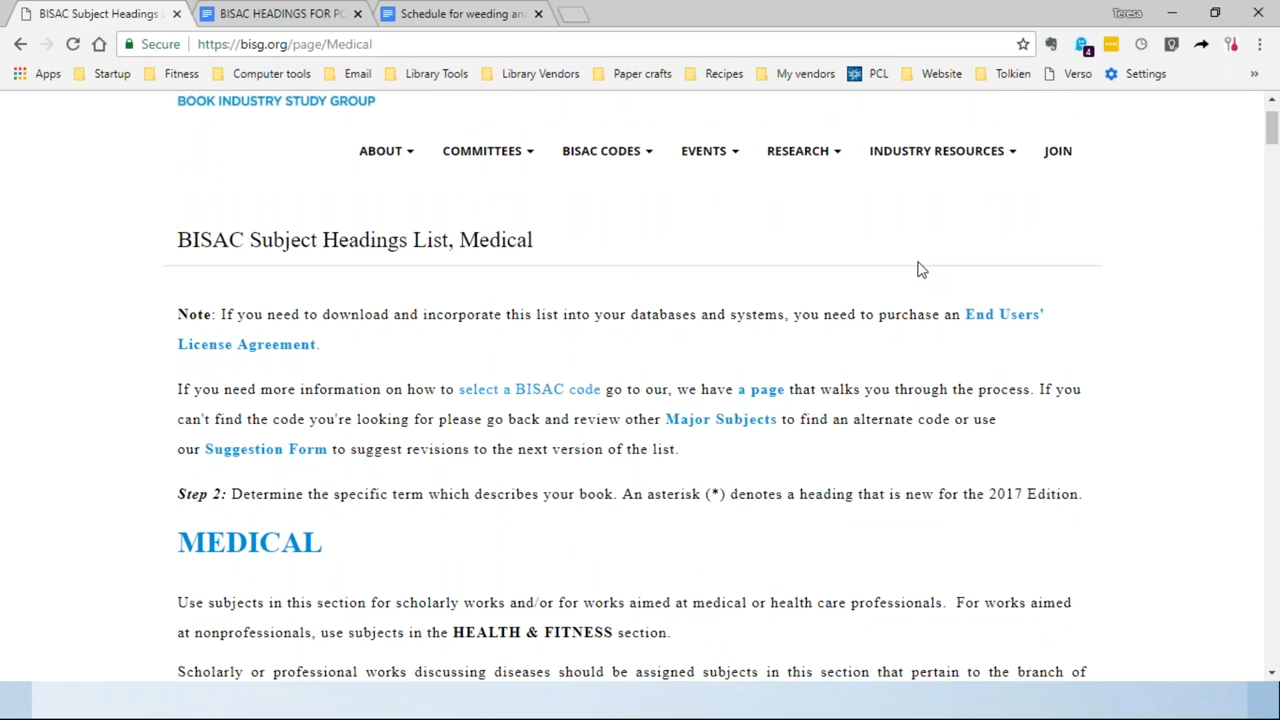 BISAC Subject Headings L
BISAC HEADINGS FOR PC
Schedule for weeding and
Teresa
Secure
https://bisg.org/page/Medical
4
Apps
Startup
Fitness
Computer tools
Email
Library Tools
Library Vendors
Paper crafts
Recipes
My vendors
PCL
Website
Tolkien
Verso
Settings
»
BOOK INDUSTRY STUDY GROUP
ABOUT
COMMITTEES
BISAC CODES
EVENTS
RESEARCH
INDUSTRY RESOURCES
JOIN
BISAC Subject Headings List, Medical
Note: If you need to download and incorporate this list into your databases and systems, you need to purchase an End Users'
License Agreement.
If you need more information on how to select a BISAC code go to our, we have a page that walks you through the process. If you
can't find the code you're looking for please go back and review other Major Subjects to find an alternate code or use
our Suggestion Form to suggest revisions to the next version of the list.
Step 2: Determine the specific term which describes your book. An asterisk (*) denotes a heading that is new for the 2017 Edition.
MEDICAL
Use subjects in this section for scholarly works and/or for works aimed at medical or health care professionals. For works aimed
at nonprofessionals, use subjects in the HEALTH & FITNESS section.
Scholarly or professional works discussing diseases should be assigned subjects in this section that pertain to the branch of